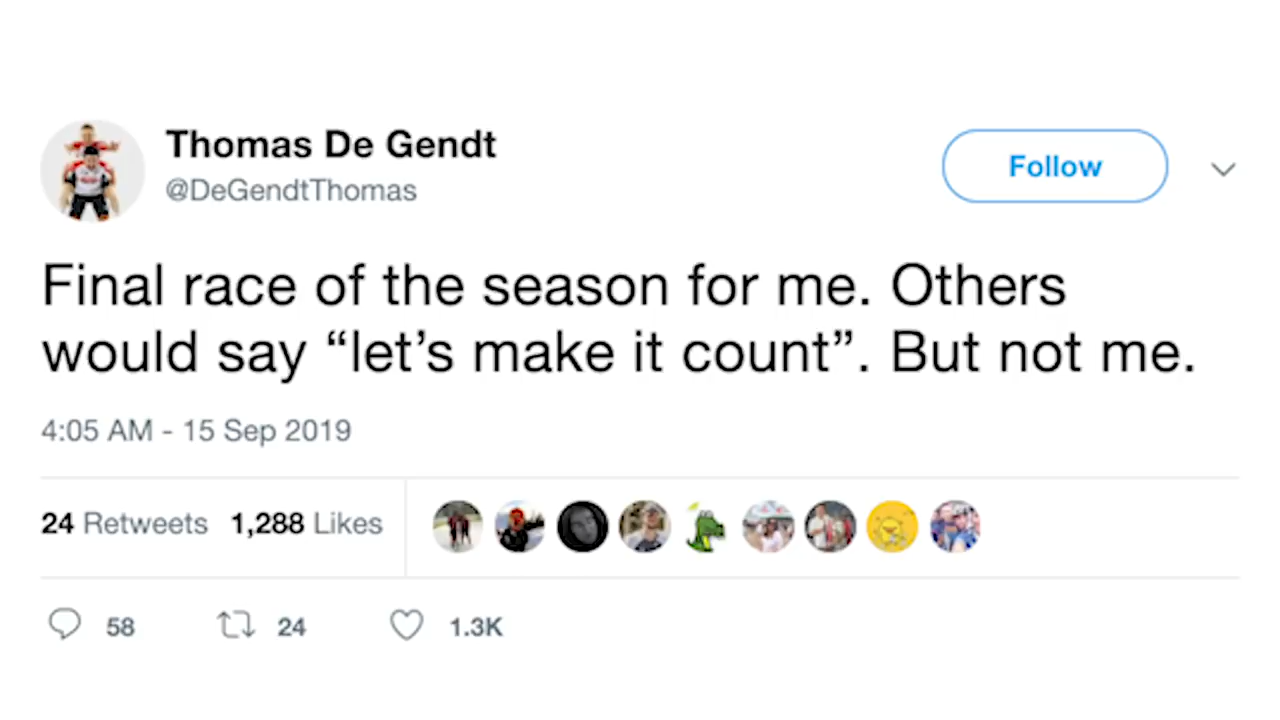 Thomas De Gendt
@DeGendtThomas
Follow
Final race of the season for me. Others
would say “let’s make it count”. But not me.
4:05 AM - 15 Sep 2019
24 Retweets 1,288 Likes
58 24 1.3K